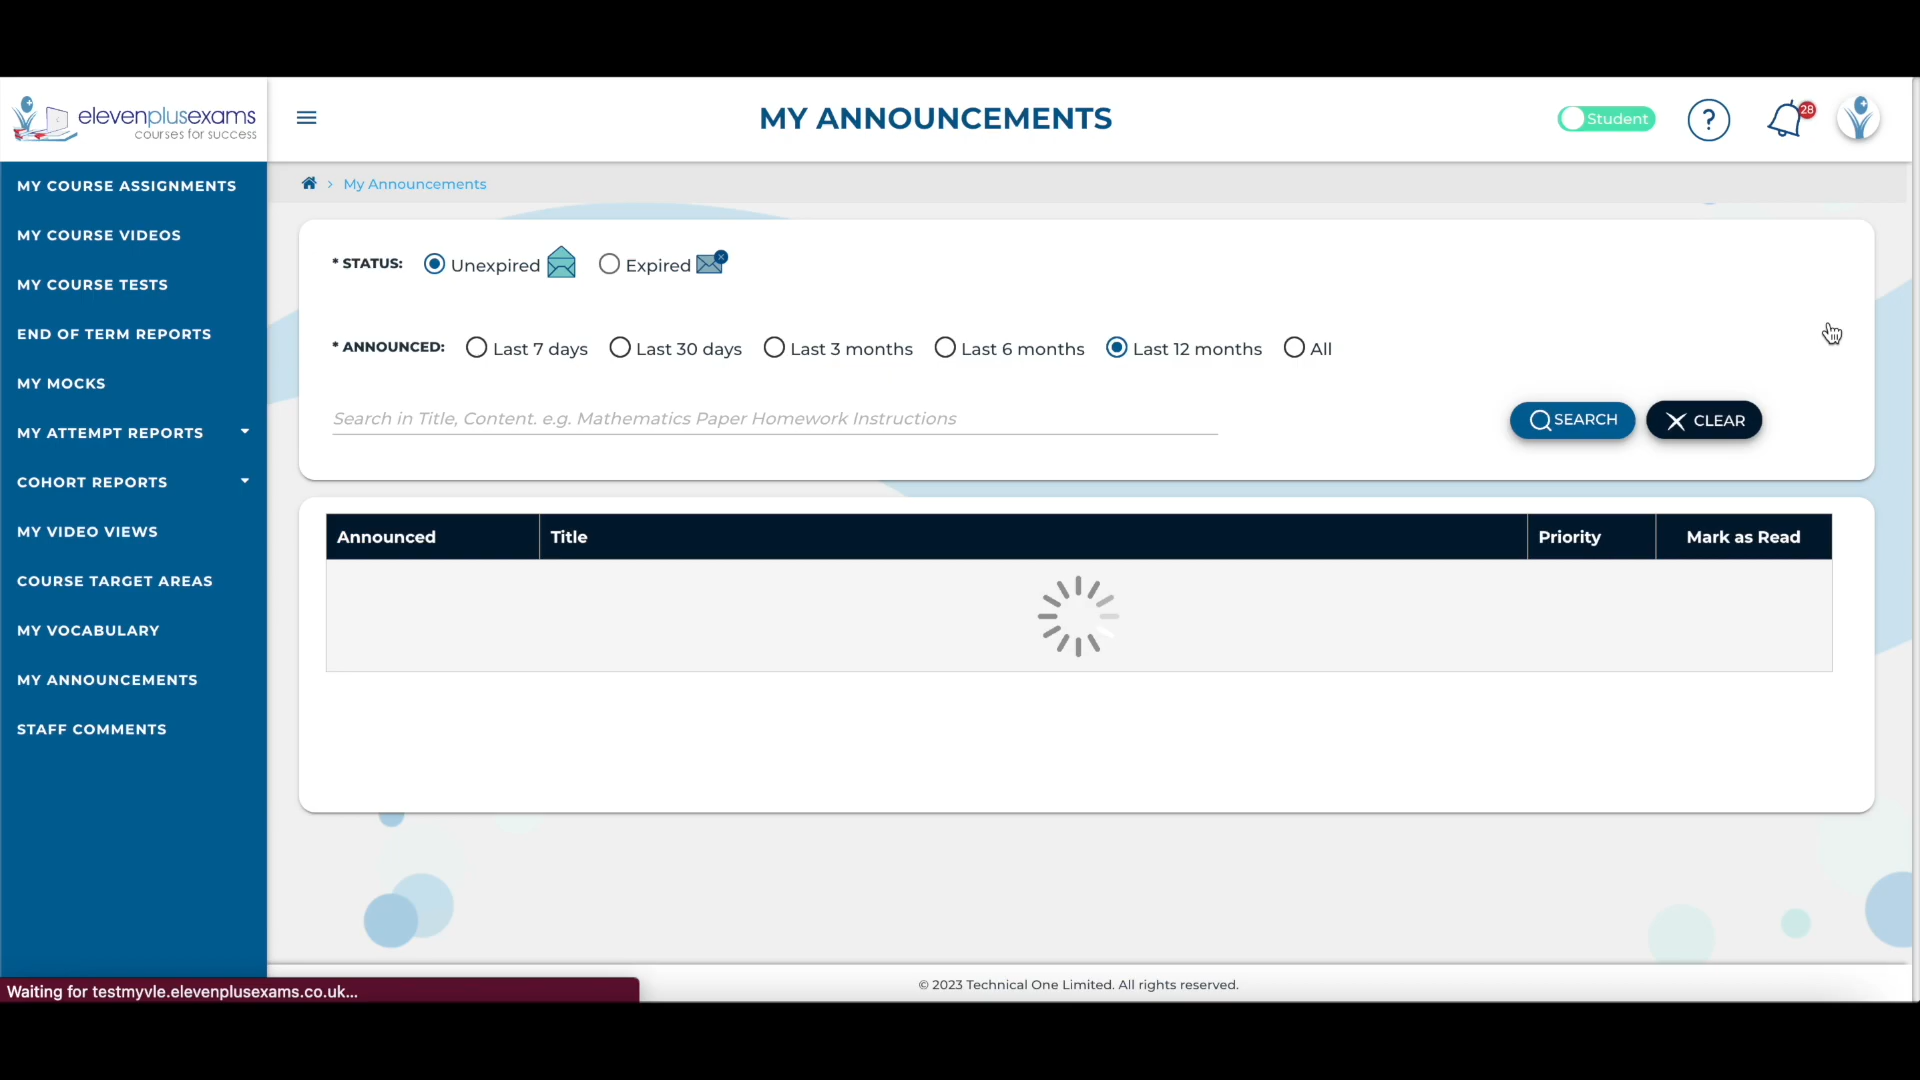 elevenplusexams
courses for success
MY ANNOUNCEMENTS
Student
?
28
MY COURSE ASSIGNMENTS
MY COURSE VIDEOS
MY COURSE TESTS
END OF TERM REPORTS
MY MOCKS
MY ATTEMPT REPORTS
COHORT REPORTS
MY VIDEO VIEWS
COURSE TARGET AREAS
MY VOCABULARY
MY ANNOUNCEMENTS
STAFF COMMENTS
> My Announcements
* STATUS: Unexpired Expired
* ANNOUNCED: Last 7 days Last 30 days Last 3 months Last 6 months Last 12 months All
Search in Title, Content. e.g. Mathematics Paper Homework Instructions
SEARCH CLEAR
Announced Title Priority Mark as Read
© 2023 Technical One Limited. All rights reserved.
Waiting for testmyvle.elevenplusexams.co.uk...